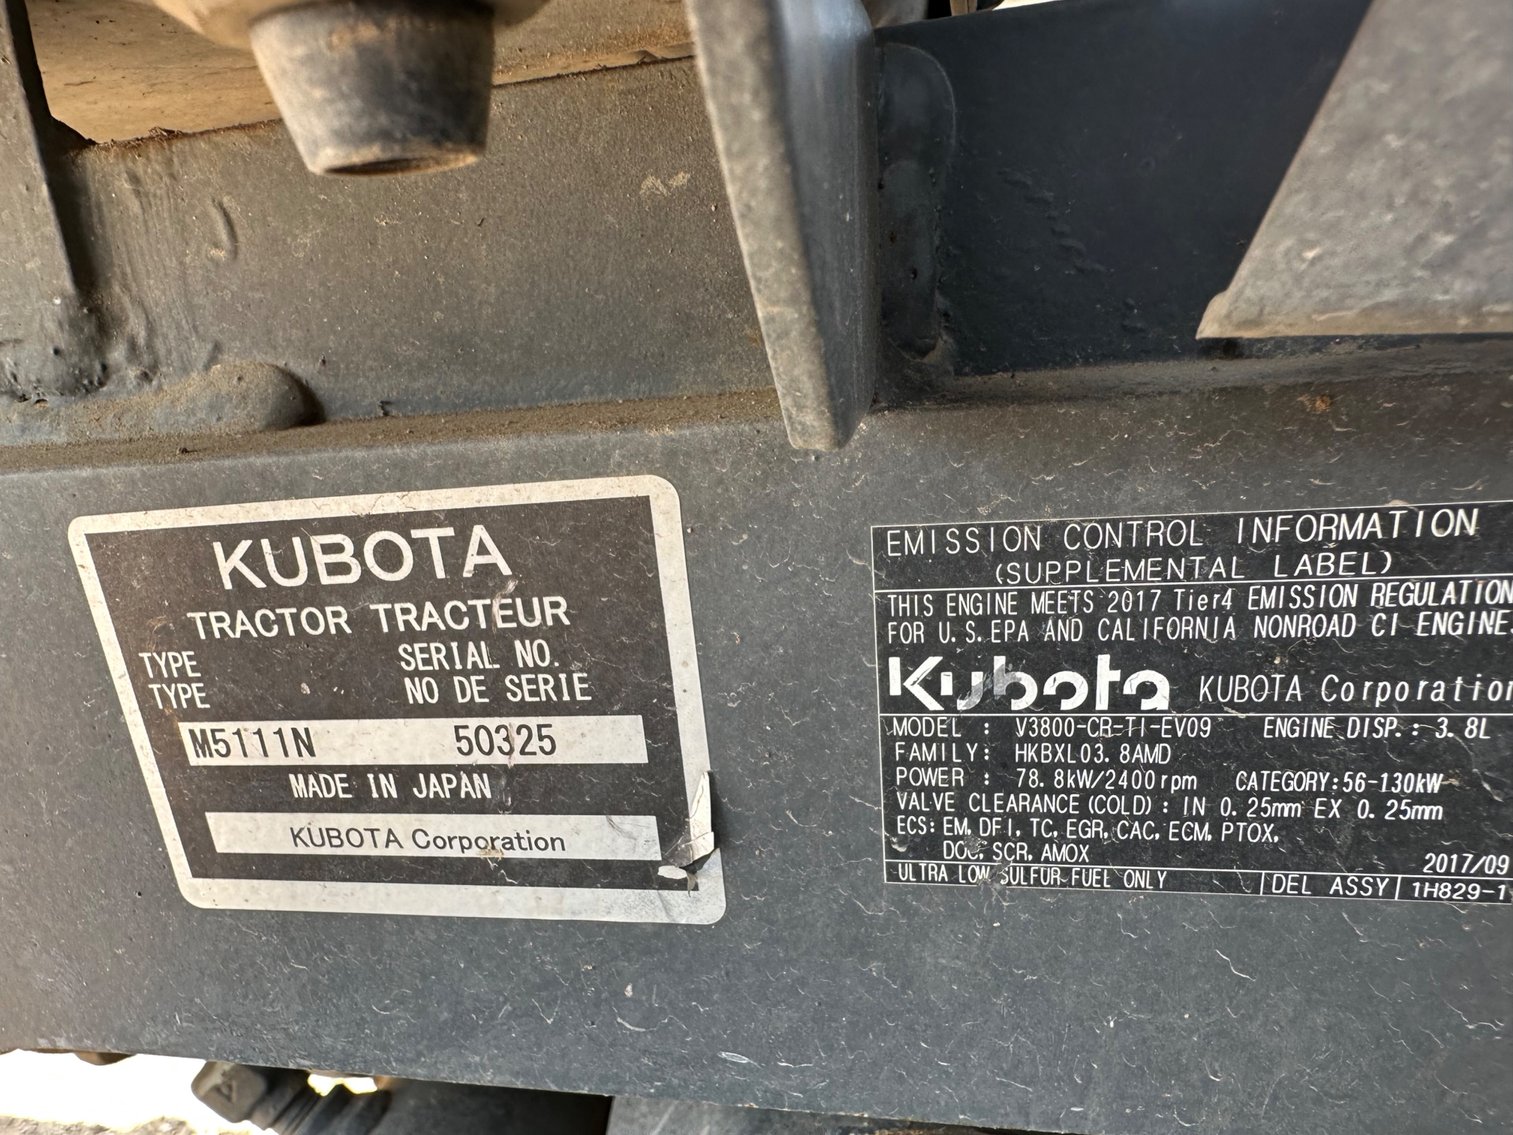 KUBOTA
TRACTOR TRACTEUR
TYPE SERIAL NO.
TYPE NO DE SERIE
M5111N 50325
MADE IN JAPAN
KUBOTA Corporation
EMISSION CONTROL INFORMATION
(SUPPLEMENTAL LABEL)
THIS ENGINE MEETS 2017 Tier4 EMISSION REGULATION
FOR U.S.EPA AND CALIFORNIA NONROAD CI ENGINE.
Kubota KUBOTA Corporation
MODEL : V3800-CR-TI-EV09 ENGINE DISP.: 3.8L
FAMILY: HKBXL03.8AMD
POWER : 78.8kW/2400rpm CATEGORY:56-130kW
VALVE CLEARANCE(COLD): IN 0.25mm EX 0.25mm
ECS: EM, DFI, TC, EGR, CAC, ECM, PTOX,
DOC, SCR, AMOX
2017/09
ULTRA LOW SULFUR FUEL ONLY DEL ASSY 1H829-1